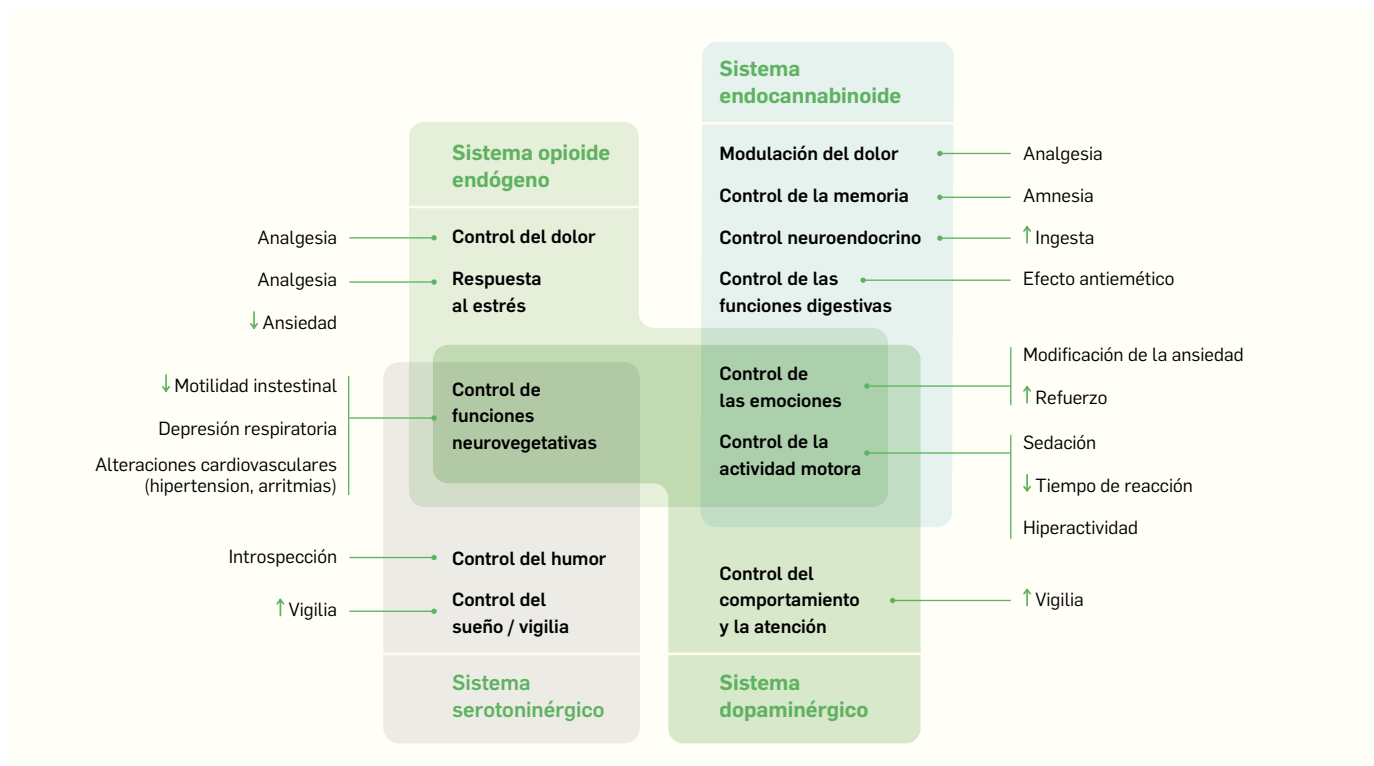 Sistema
endocannabinoide
Modulación del dolor
Analgesia
Control de la memoria
Amnesia
Control neuroendocrino
↑ Ingesta
Control de las
funciones digestivas
Efecto antiemético
Control de
las emociones
Modificación de la ansiedad
↑ Refuerzo
Control de la
actividad motora
Sedación
↓ Tiempo de reacción
Hiperactividad
Sistema opioide
endógeno
Analgesia
Control del dolor
Analgesia
↓ Ansiedad
Respuesta
al estrés
↓ Motilidad instestinal
Depresión respiratoria
Alteraciones cardiovasculares
(hipertension, arritmias)
Control de
funciones
neurovegetativas
Introspección
Control del humor
↑ Vigilia
Control del
sueño / vigilia
Sistema
serotoninérgico
Control del
comportamiento
y la atención
↑ Vigilia
Sistema
dopaminérgico